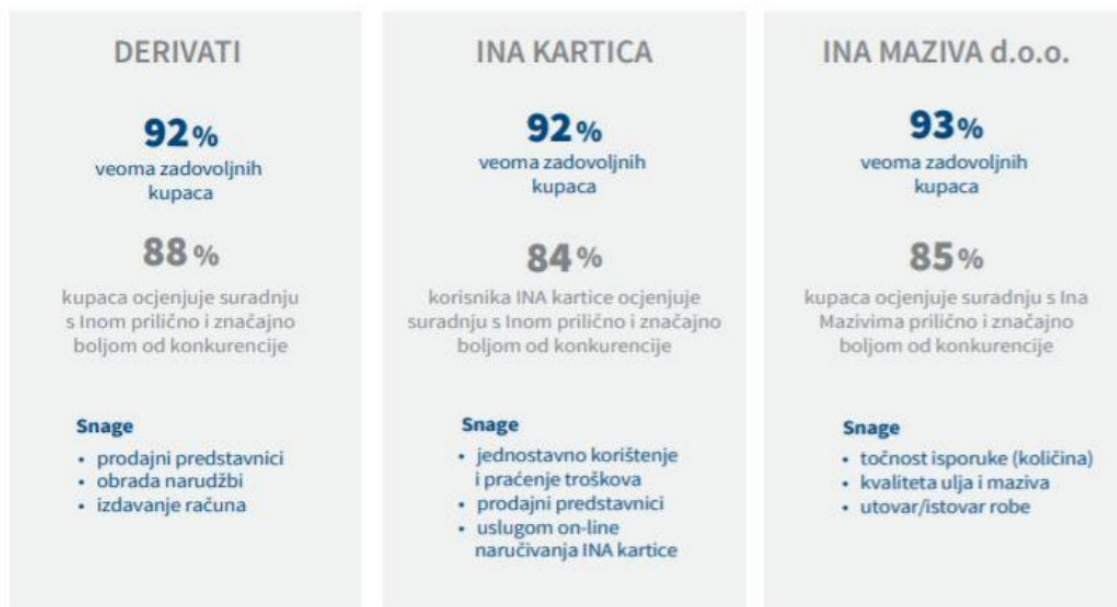 DERIVATI
92%
veoma zadovoljnih
kupaca
88%
kupaca ocjenjuje suradnju
s Inom prilično i značajno
boljom od konkurencije
Snage
• prodajni predstavnici
• obrada narudžbi
• izdavanje računa
INA KARTICA
92%
veoma zadovoljnih
kupaca
84%
korisnika INA kartice ocjenjuje
suradnju s Inom prilično i značajno
boljom od konkurencije
Snage
• jednostavno korištenje
i praćenje troškova
• prodajni predstavnici
• uslugom on-line
naručivanja INA kartice
INA MAZIVA d.o.o.
93%
veoma zadovoljnih
kupaca
85%
kupaca ocjenjuje suradnju s Ina
Mazivima prilično i značajno
boljom od konkurencije
Snage
• točnost isporuke (količina)
• kvaliteta ulja i maziva
• utovar/istovar robe